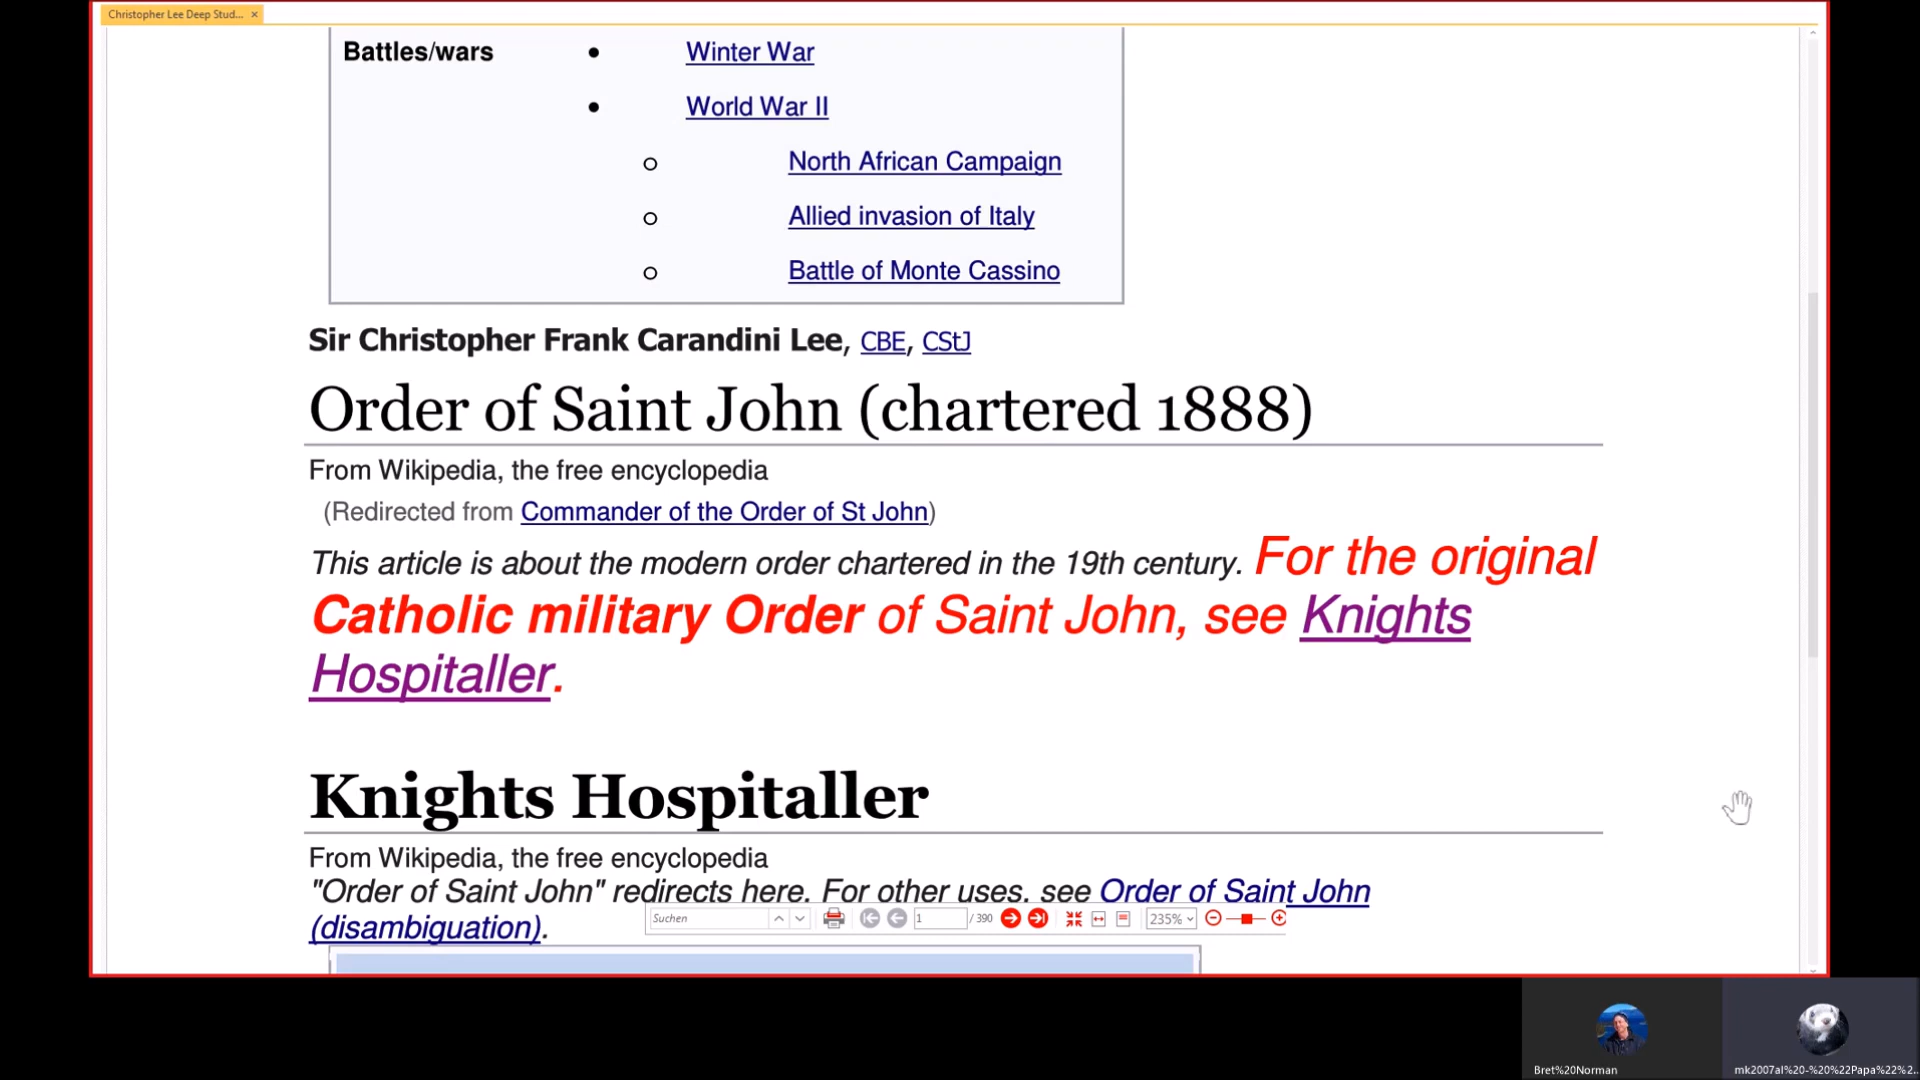 Christopher Lee Deep Stud... ×
Battles/wars • Winter War
• World War II
○ North African Campaign
○ Allied invasion of Italy
○ Battle of Monte Cassino
Sir Christopher Frank Carandini Lee, CBE, CStJ
Order of Saint John (chartered 1888)
From Wikipedia, the free encyclopedia
(Redirected from Commander of the Order of St John)
This article is about the modern order chartered in the 19th century. For the original
Catholic military Order of Saint John, see Knights
Hospitaller.
Knights Hospitaller
From Wikipedia, the free encyclopedia
"Order of Saint John" redirects here. For other uses, see Order of Saint John
(disambiguation).
Suchen 1 / 390 235%
Bret%20Norman
mk2007al%20-%20%22Papa%22%2...